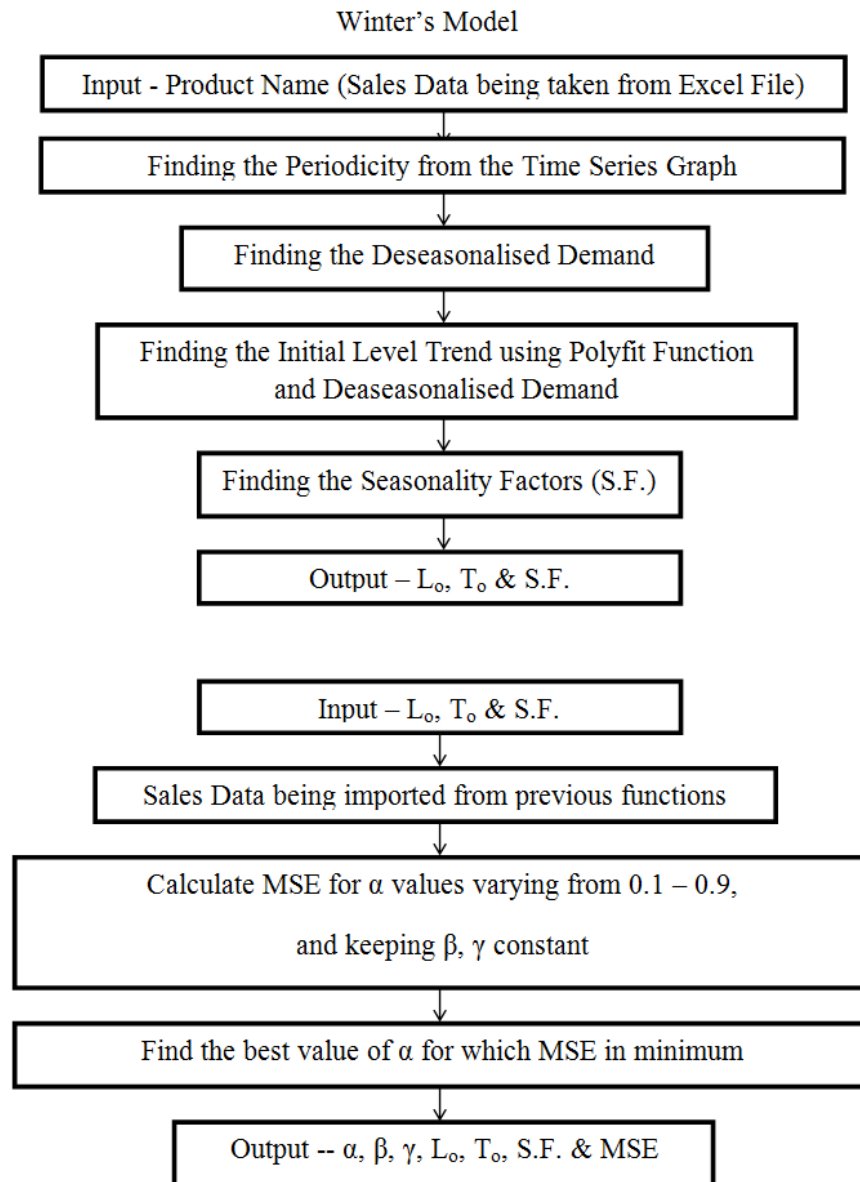 Winter’s Model
Input - Product Name (Sales Data being taken from Excel File)
Finding the Periodicity from the Time Series Graph
Finding the Deseasonalised Demand
Finding the Initial Level Trend using Polyfit Function
and Deaseasonalised Demand
Finding the Seasonality Factors (S.F.)
Output – Lₒ, Tₒ & S.F.
Input – Lₒ, Tₒ & S.F.
Sales Data being imported from previous functions
Calculate MSE for α values varying from 0.1 – 0.9,
and keeping β, γ constant
Find the best value of α for which MSE in minimum
Output -- α, β, γ, Lₒ, Tₒ, S.F. & MSE